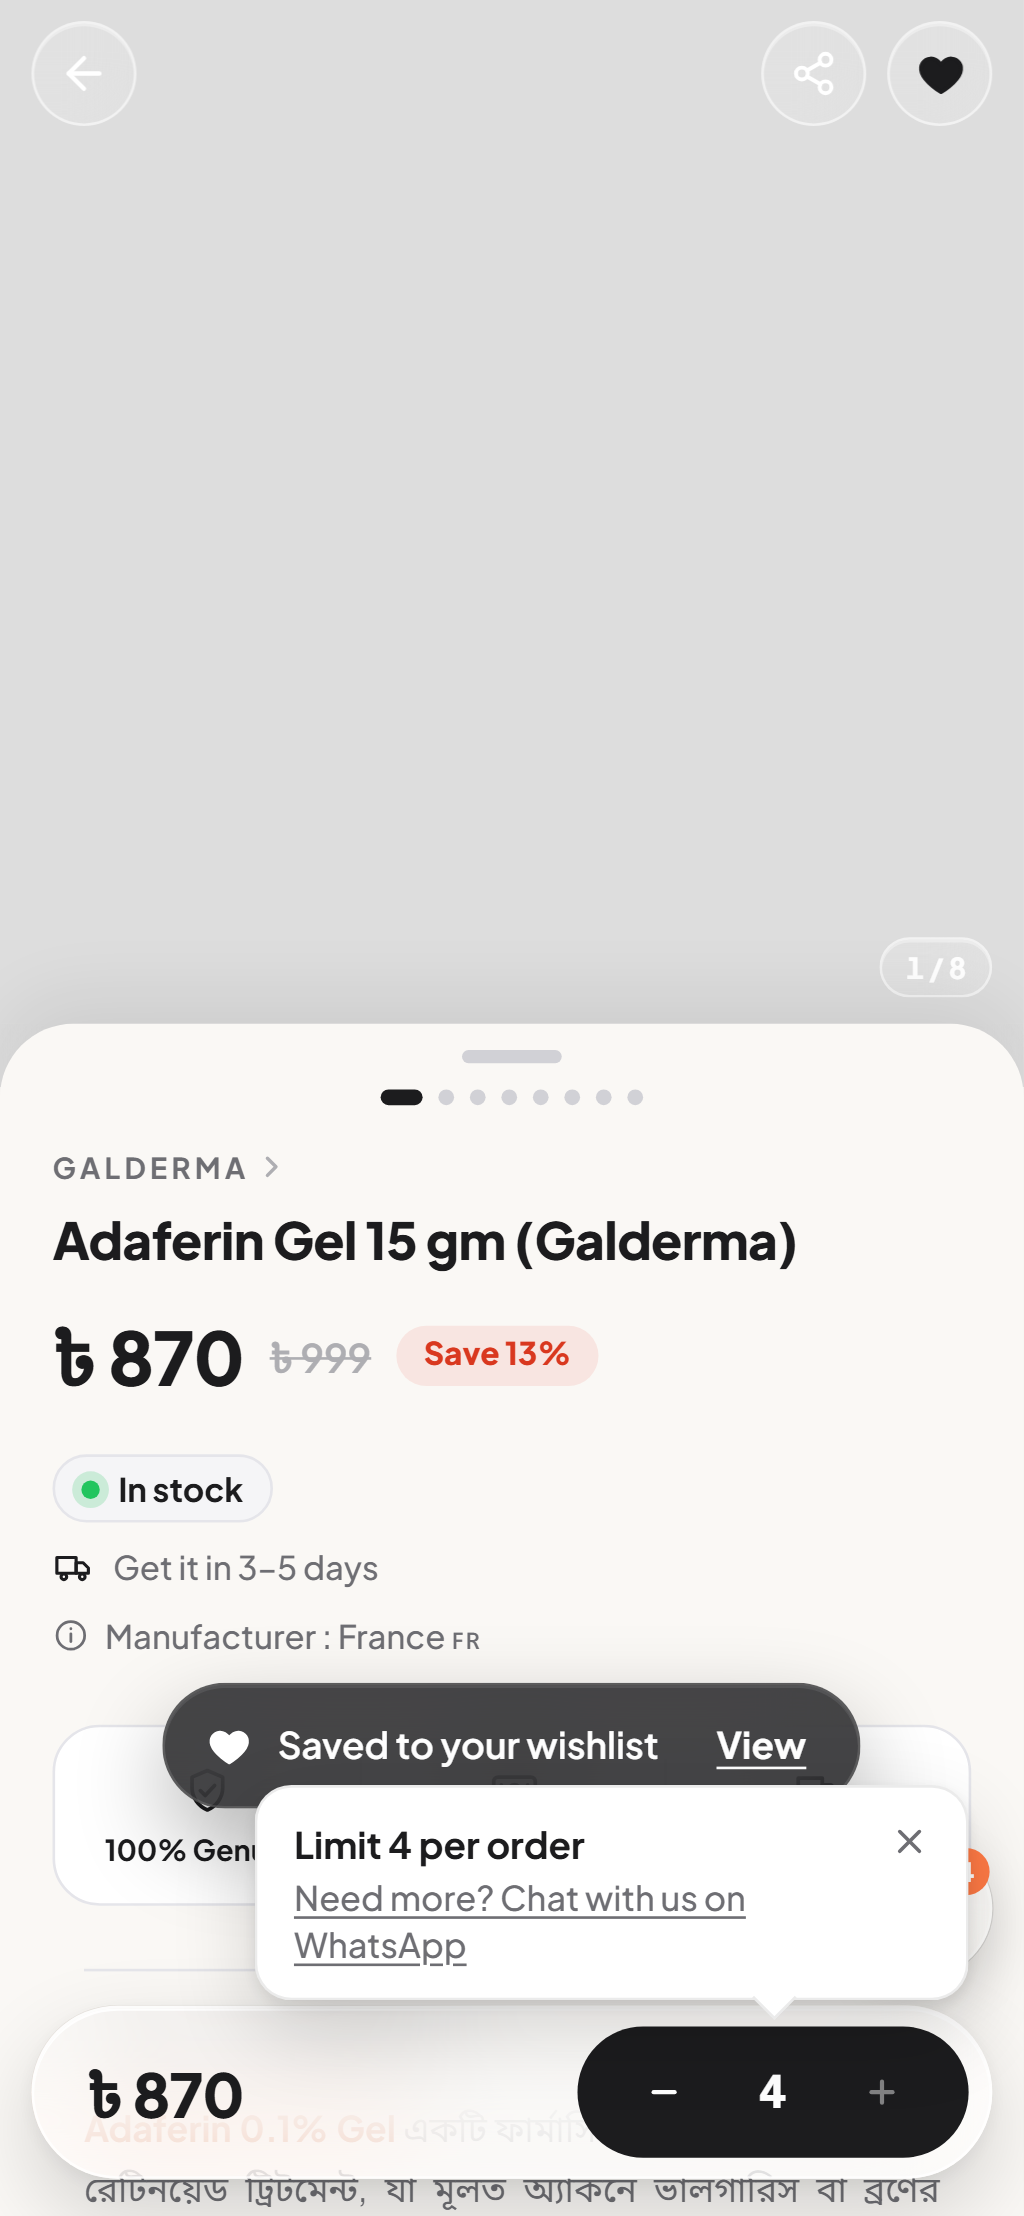 1/8
GALDERMA
Adaferin Gel 15 gm (Galderma)
৳ 870 ৳ 999 Save 13%
In stock
Get it in 3–5 days
Manufacturer : France FR
Saved to your wishlist View
100%
Limit 4 per order
Need more? Chat with us on
WhatsApp
৳ 870
4
Adaferin 0.1% Gel একটি
রেটিনয়েড ট্রিটমেন্ট, যা মূলত অ্যাকনে ভালগারিস বা ব্রণের